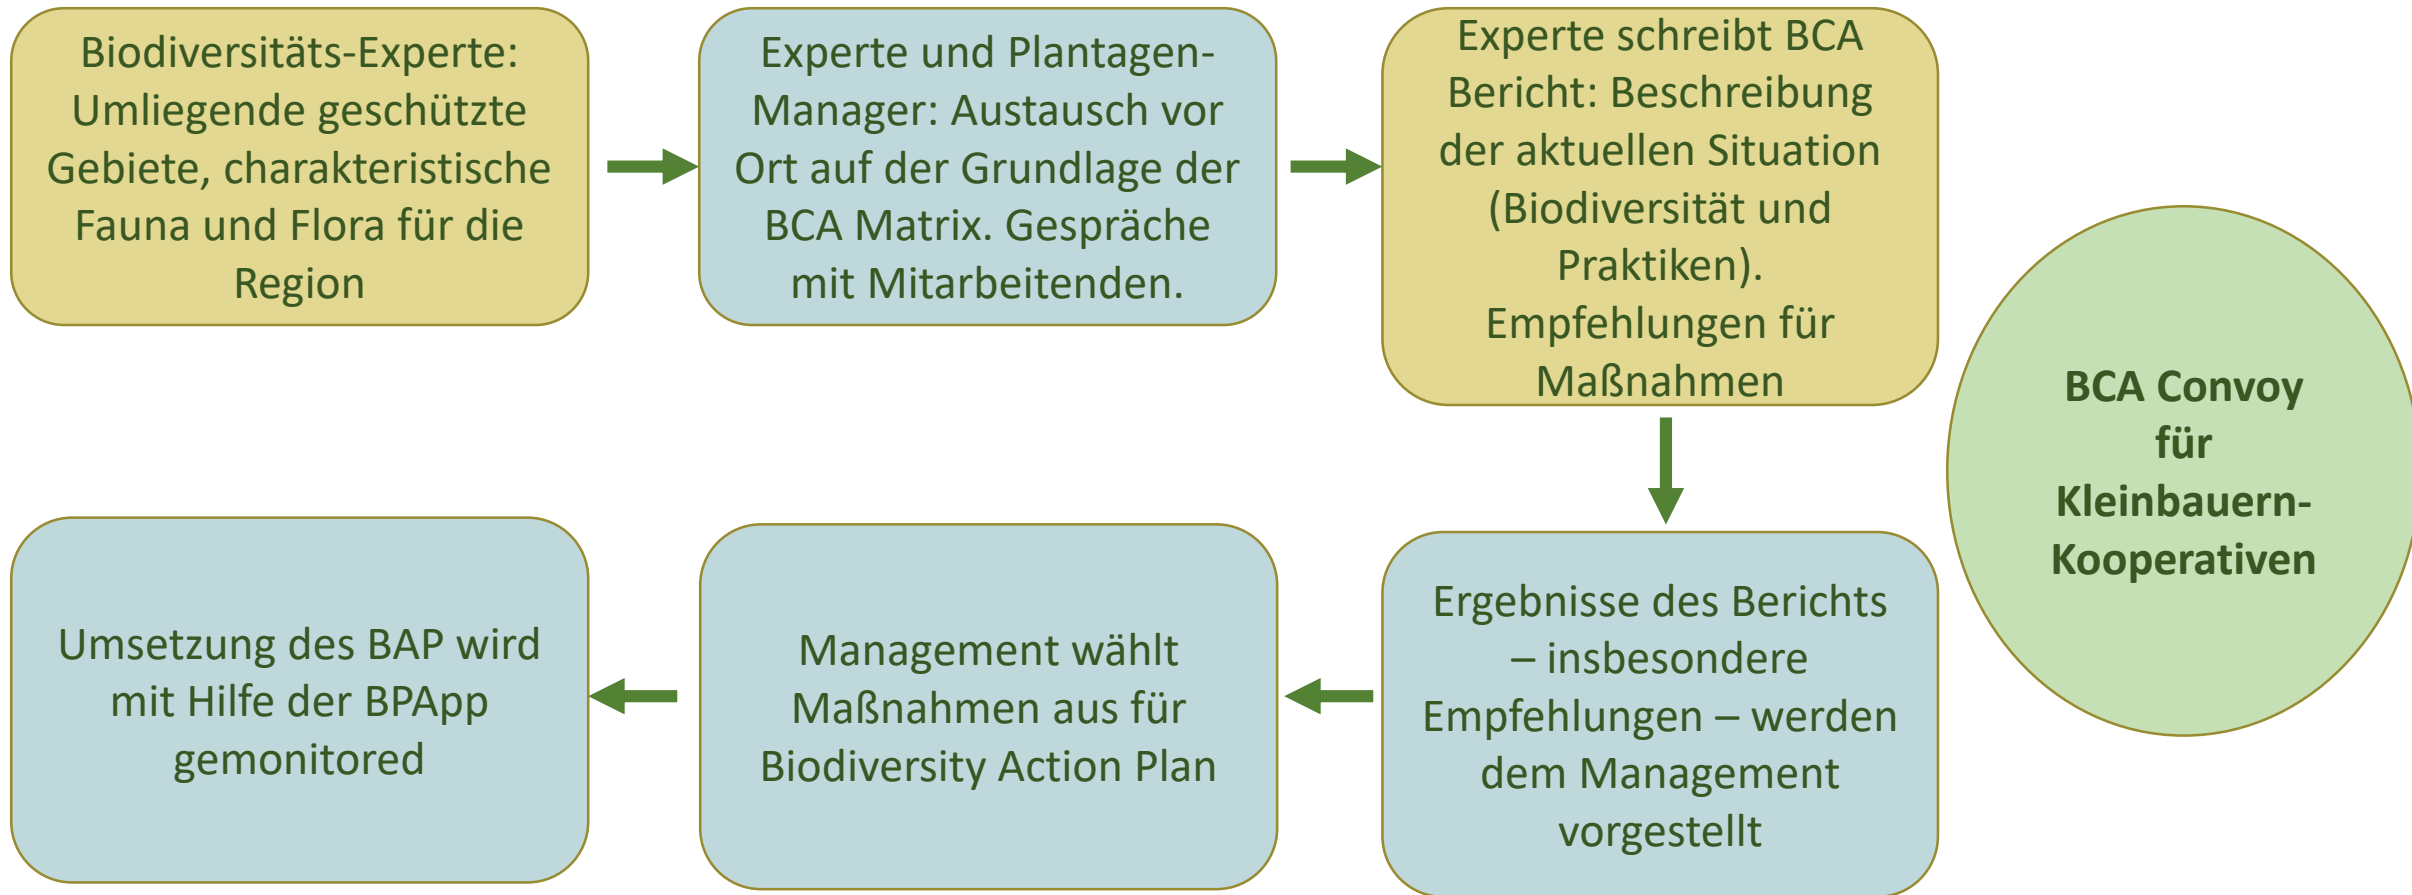 Biodiversitäts-Experte:
Umliegende geschützte
Gebiete, charakteristische
Fauna und Flora für die
Region
Experte und Plantagen-
Manager: Austausch vor
Ort auf der Grundlage der
BCA Matrix. Gespräche
mit Mitarbeitenden.
Experte schreibt BCA
Bericht: Beschreibung
der aktuellen Situation
(Biodiversität und
Praktiken).
Empfehlungen für
Maßnahmen
BCA Convoy
für
Kleinbauern-
Kooperativen
Ergebnisse des Berichts
– insbesondere
Empfehlungen – werden
dem Management
vorgestellt
Management wählt
Maßnahmen aus für
Biodiversity Action Plan
Umsetzung des BAP wird
mit Hilfe der BPApp
gemonitored